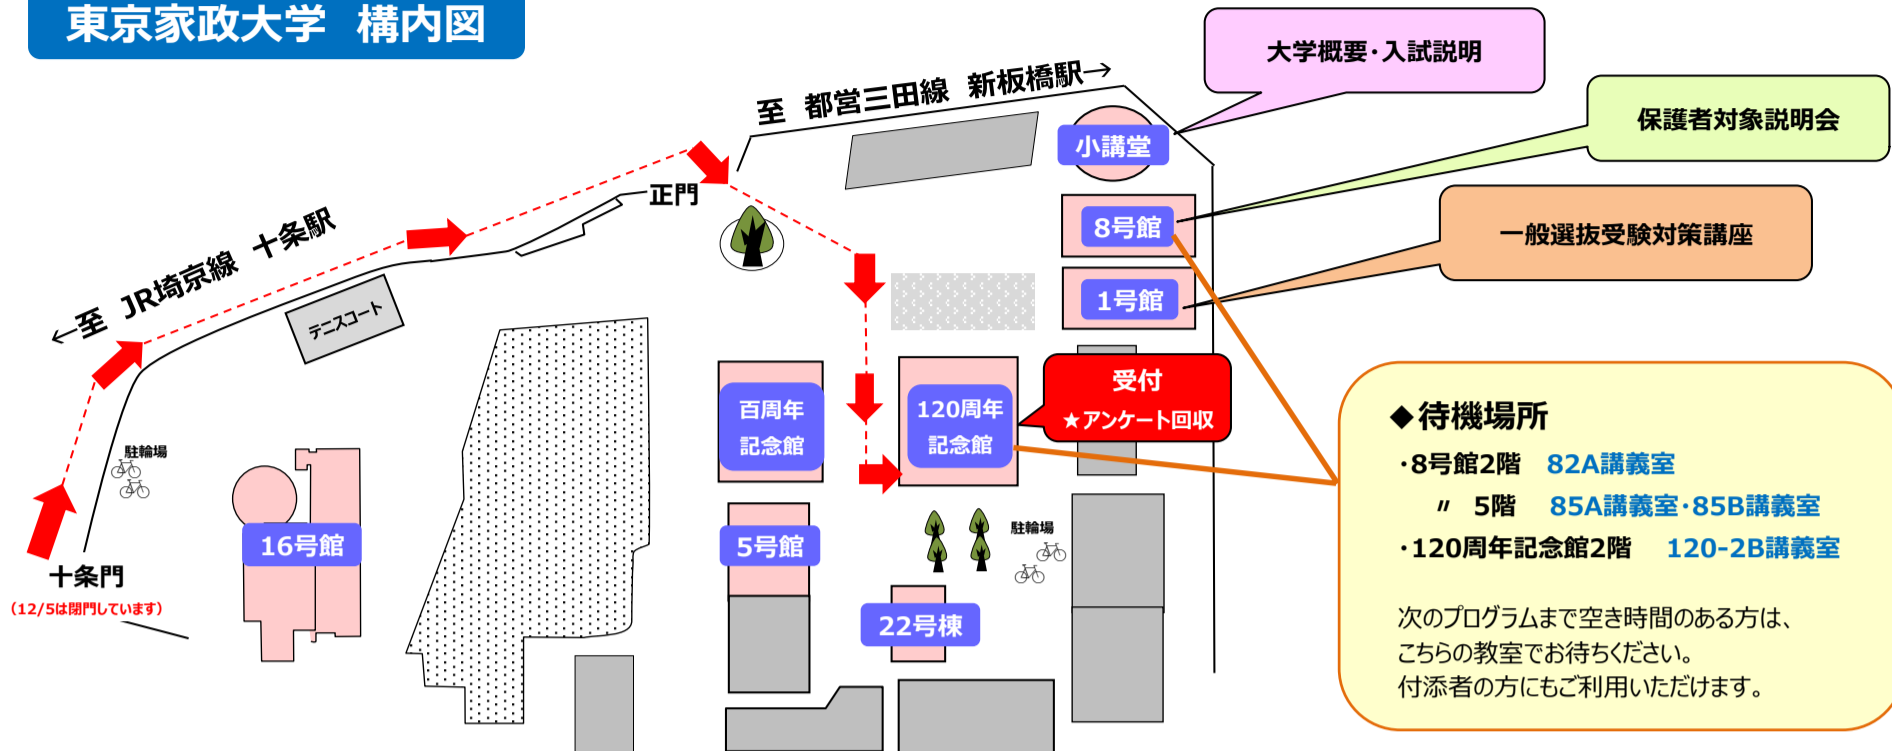 東京家政大学 構内図
大学概要・入試説明
至 都営三田線 新板橋駅→
保護者対象説明会
小講堂
正門
8号館
一般選抜受験対策講座
←至 JR埼京線 十条駅
1号館
テニスコート
受付
★アンケート回収
百周年
記念館
120周年
記念館
◆待機場所
・8号館2階 82A講義室
〃 5階 85A講義室・85B講義室
・120周年記念館2階 120-2B講義室
次のプログラムまで空き時間のある方は、
こちらの教室でお待ちください。
付添者の方にもご利用いただけます。
駐輪場
16号館
5号館
駐輪場
十条門
(12/5は閉門しています)
22号棟